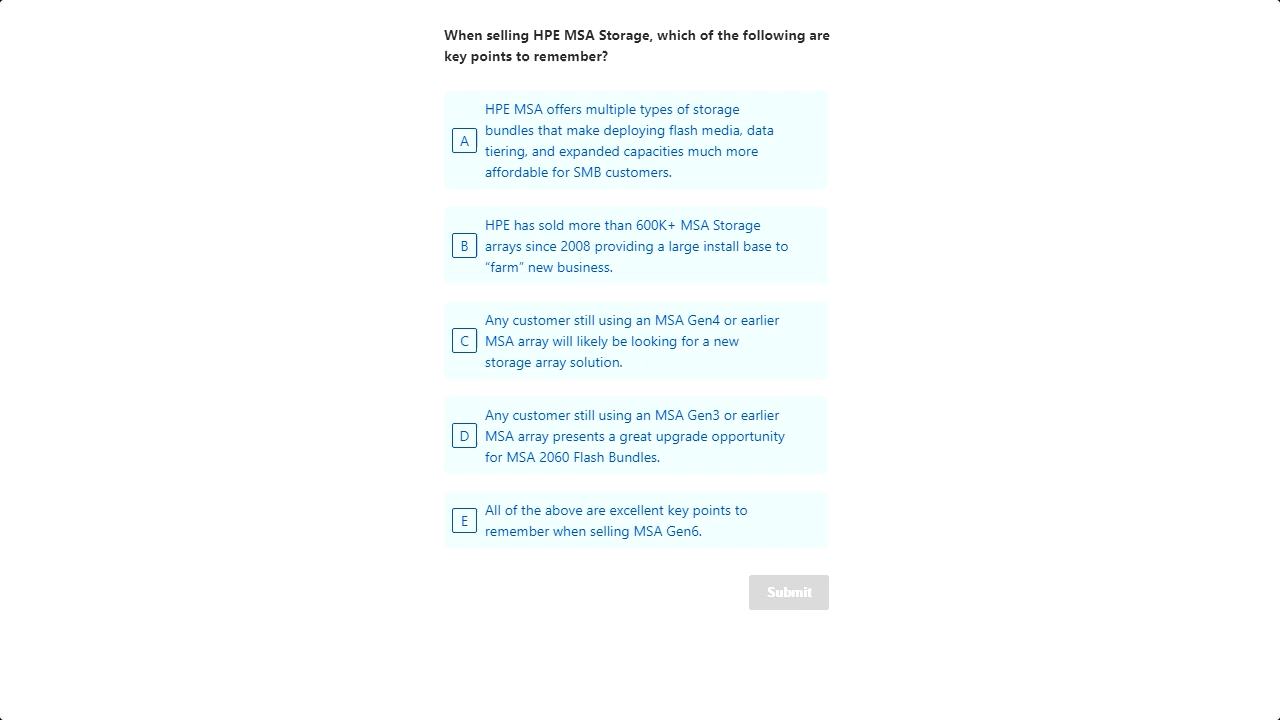 When selling HPE MSA Storage, which of the following are
key points to remember?
A
HPE MSA offers multiple types of storage
bundles that make deploying flash media, data
tiering, and expanded capacities much more
affordable for SMB customers.
B
HPE has sold more than 600K+ MSA Storage
arrays since 2008 providing a large install base to
“farm” new business.
C
Any customer still using an MSA Gen4 or earlier
MSA array will likely be looking for a new
storage array solution.
D
Any customer still using an MSA Gen3 or earlier
MSA array presents a great upgrade opportunity
for MSA 2060 Flash Bundles.
E
All of the above are excellent key points to
remember when selling MSA Gen6.
Submit